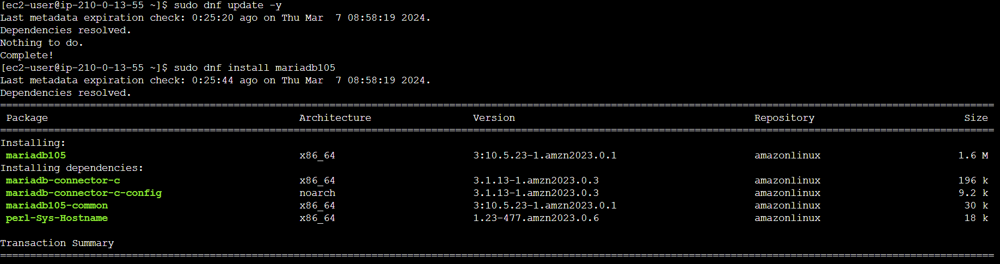 [ec2-user@ip-210-0-13-55 ~]$ sudo dnf update -y
Last metadata expiration check: 0:25:20 ago on Thu Mar  7 08:58:19 2024.
Dependencies resolved.
Nothing to do.
Complete!
[ec2-user@ip-210-0-13-55 ~]$ sudo dnf install mariadb105
Last metadata expiration check: 0:25:44 ago on Thu Mar  7 08:58:19 2024.
Dependencies resolved.
Package Architecture Version Repository Size
Installing:
mariadb105 x86_64 3:10.5.23-1.amzn2023.0.1 amazonlinux 1.6 M
Installing dependencies:
mariadb-connector-c x86_64 3.1.13-1.amzn2023.0.3 amazonlinux 196 k
mariadb-connector-c-config noarch 3.1.13-1.amzn2023.0.3 amazonlinux 9.2 k
mariadb105-common x86_64 3:10.5.23-1.amzn2023.0.1 amazonlinux 30 k
perl-Sys-Hostname x86_64 1.23-477.amzn2023.0.6 amazonlinux 18 k
Transaction Summary